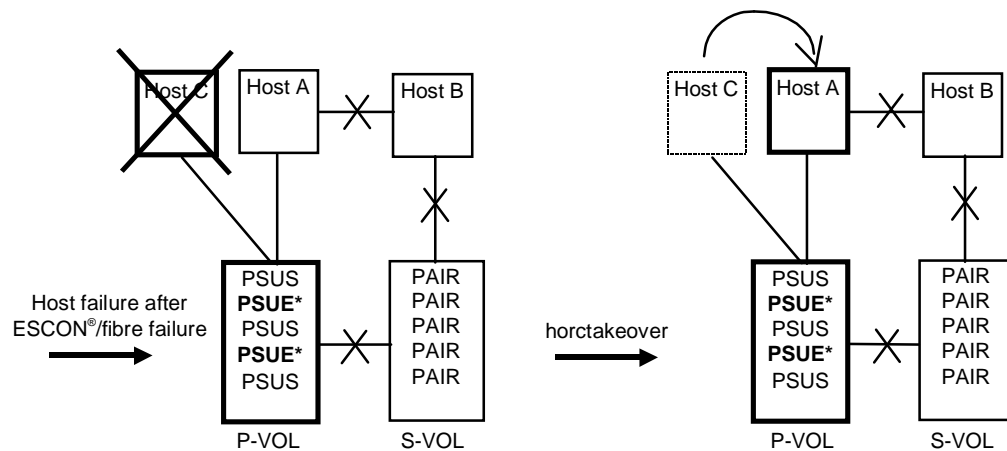 Host C
Host A
Host B
Host failure after
ESCON®/fibre failure
PSUS
PSUE*
PSUS
PSUE*
PSUS
P-VOL
PAIR
PAIR
PAIR
PAIR
PAIR
S-VOL
horctakeover
Host C
Host A
Host B
PSUS
PSUE*
PSUS
PSUE*
PSUS
P-VOL
PAIR
PAIR
PAIR
PAIR
PAIR
S-VOL